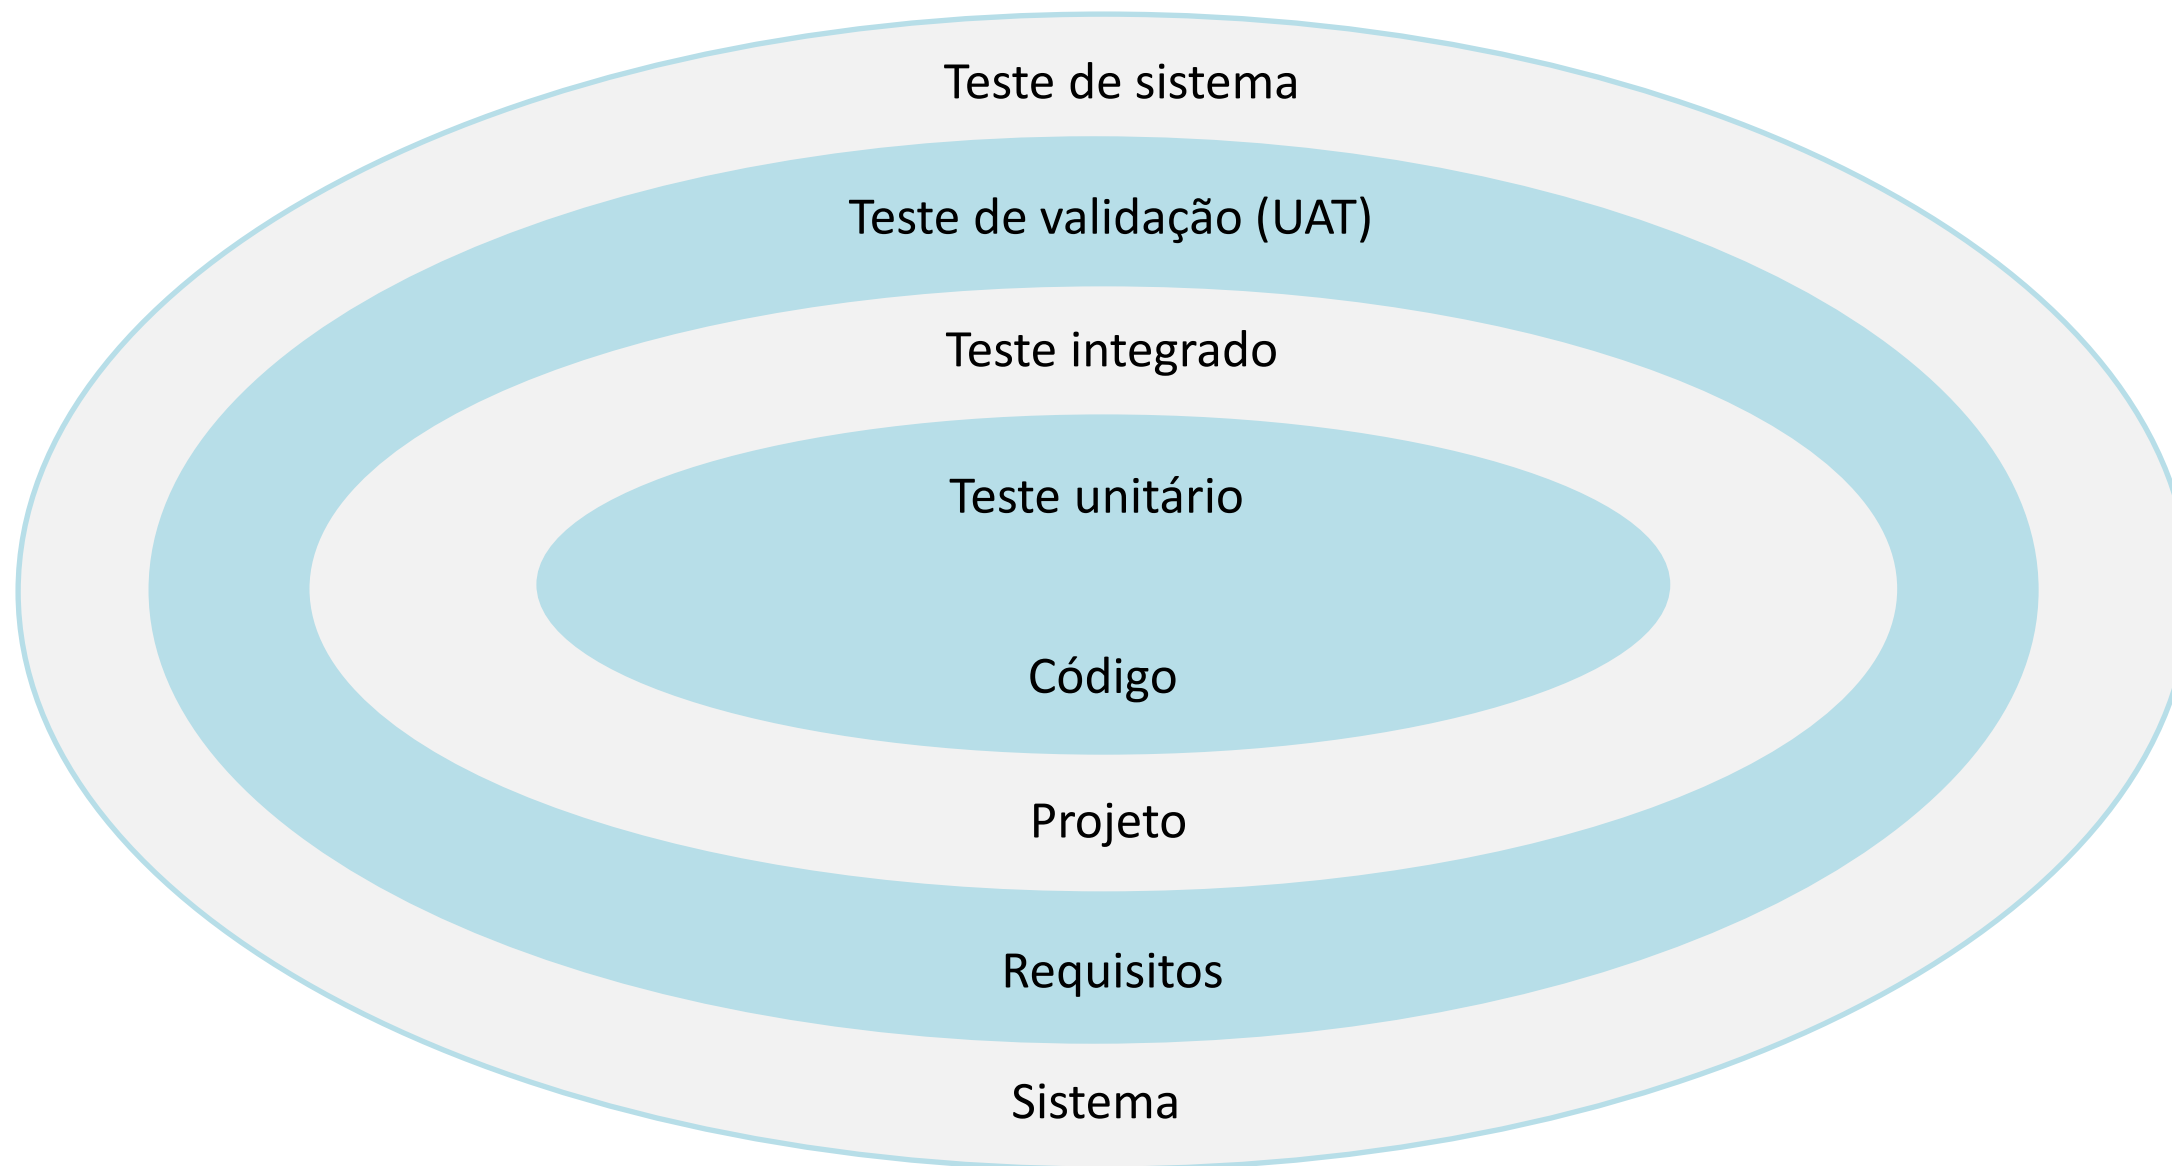 Teste de sistema
Teste de validação (UAT)
Teste integrado
Teste unitário
Código
Projeto
Requisitos
Sistema